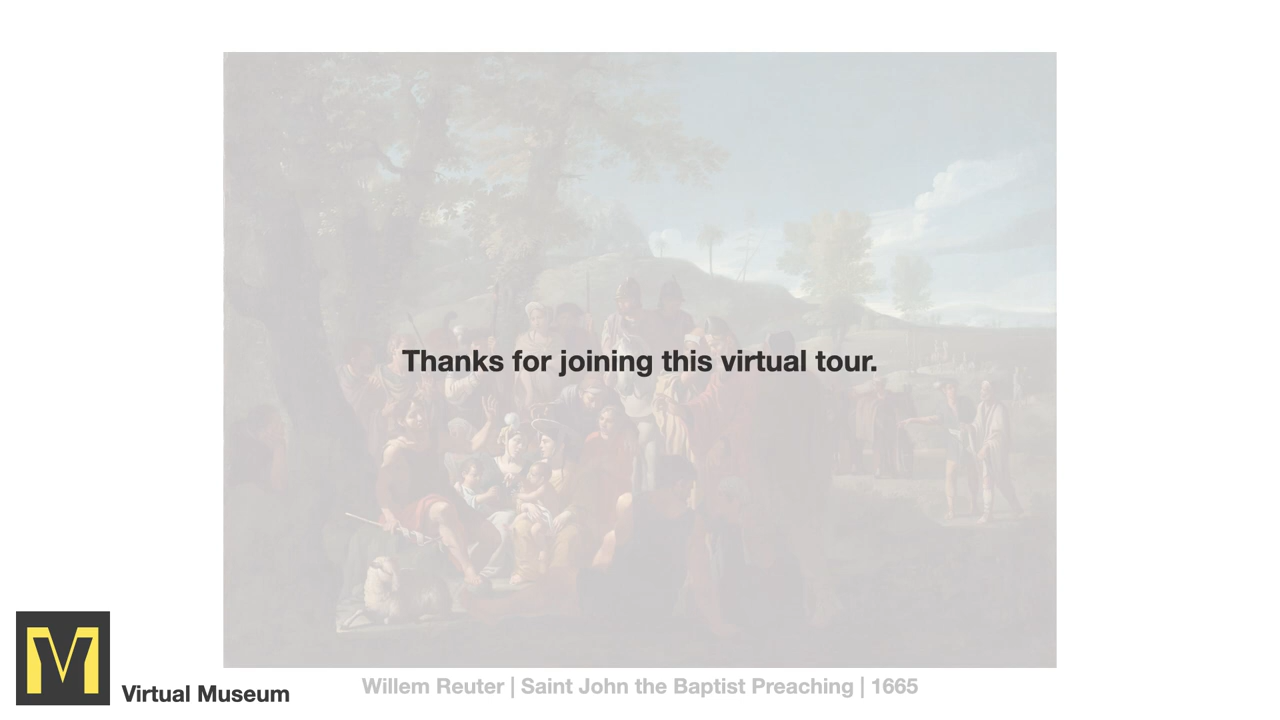 Thanks for joining this virtual tour.
Willem Reuter | Saint John the Baptist Preaching | 1665
M
Virtual Museum